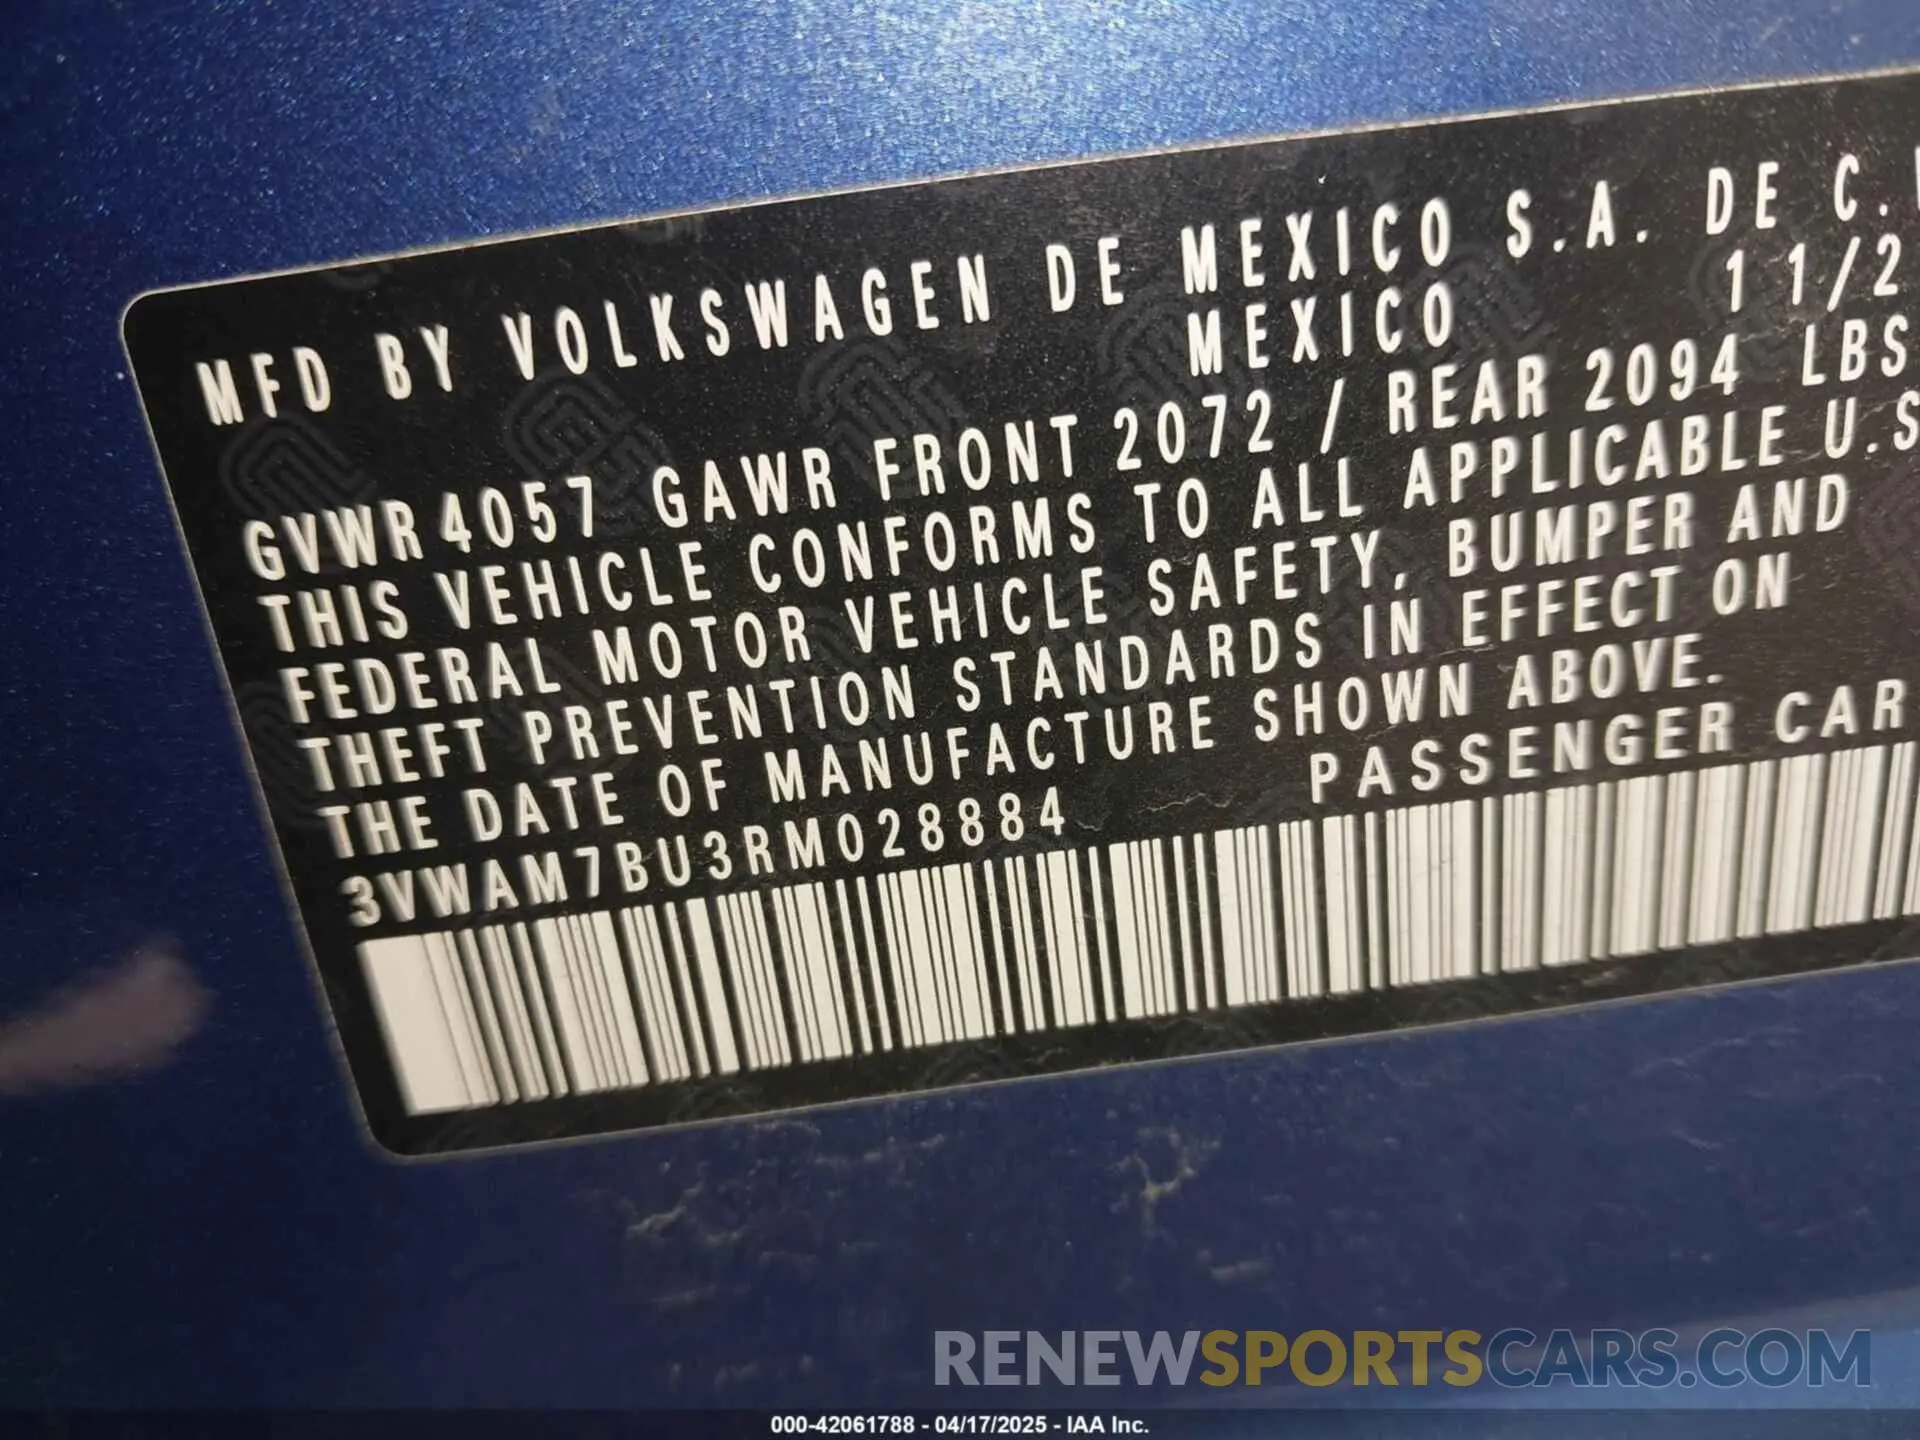 MFD BY VOLKSWAGEN DE MEXICO S.A. DE C.
MEXICO 11/2
GVWR 4057 GAWR FRONT 2072 / REAR 2094 LBS
THIS VEHICLE CONFORMS TO ALL APPLICABLE U.S
FEDERAL MOTOR VEHICLE SAFETY, BUMPER AND
THEFT PREVENTION STANDARDS IN EFFECT ON
THE DATE OF MANUFACTURE SHOWN ABOVE.
3VWAM7BU3RM028884 PASSENGER CAR
RENEWSPORTSCARS.COM
000-42061788 - 04/17/2025 - IAA Inc.